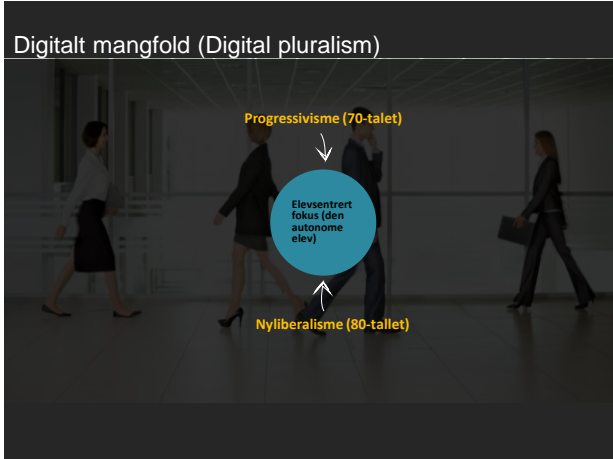 Digitalt mangfold (Digital pluralism)
Progressivisme (70-talet)
Elevsentrert
fokus (den
autonome
elev)
Nyliberalisme (80-tallet)